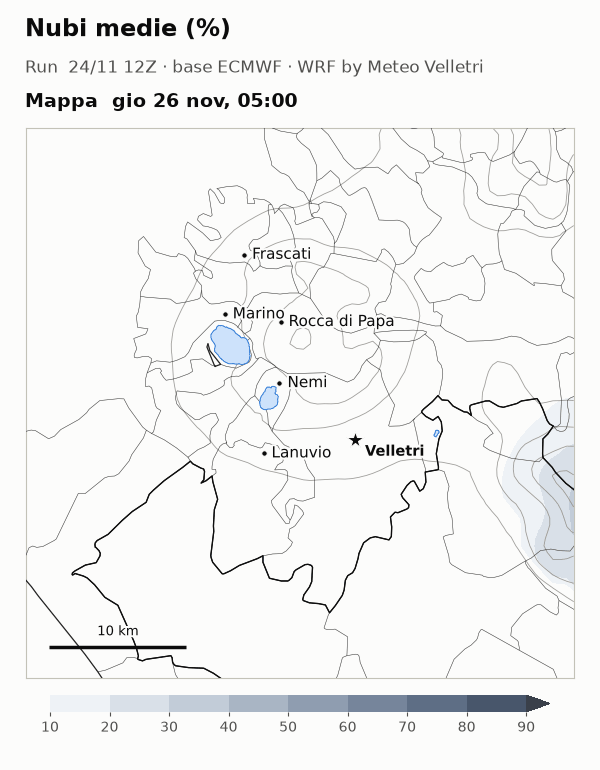 Nubi medie (%)
Run  24/11 12Z · base ECMWF · WRF by Meteo Velletri
Mappa  gio 26 nov, 05:00
Frascati
Marino
Rocca di Papa
Nemi
Velletri
Lanuvio
10 km
10 20 30 40 50 60 70 80 90